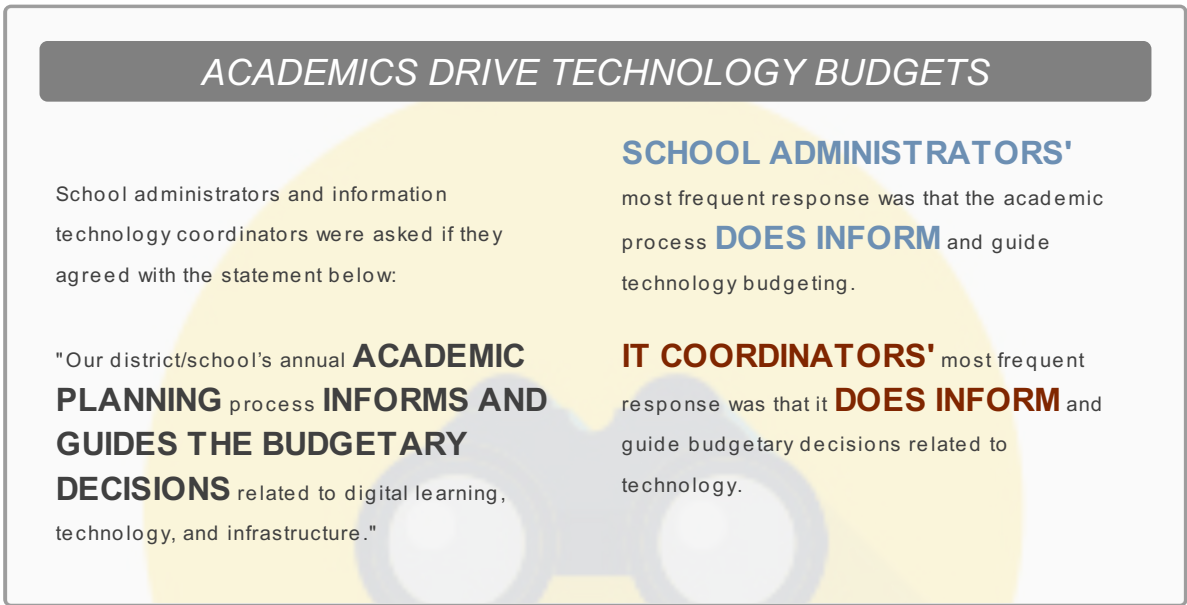 ACADEMICS DRIVE TECHNOLOGY BUDGETS
School administrators and information
technology coordinators were asked if they
agreed with the statement below:
"Our district/school’s annual ACADEMIC
PLANNING process INFORMS AND
GUIDES THE BUDGETARY
DECISIONS related to digital learning,
technology, and infrastructure."
SCHOOL ADMINISTRATORS'
most frequent response was that the academic
process DOES INFORM and guide
technology budgeting.
IT COORDINATORS' most frequent
response was that it DOES INFORM and
guide budgetary decisions related to
technology.